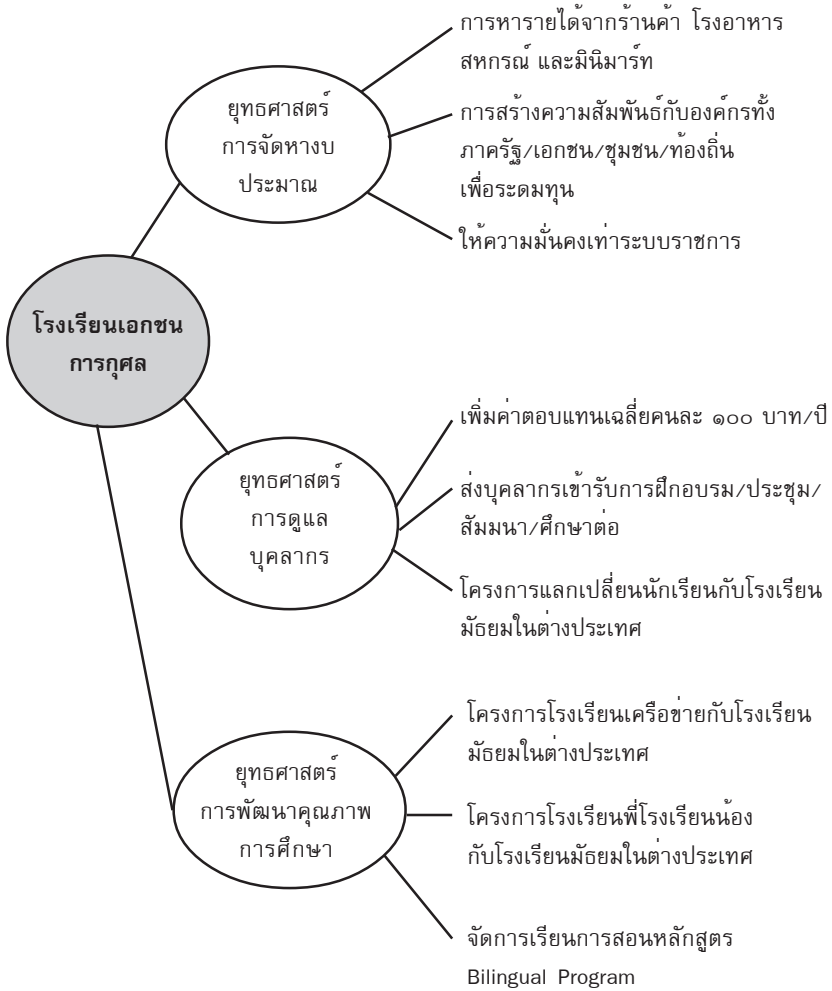 การหารายได้จากร้านค้า โรงอาหาร
สหกรณ์ และมินิมาร์ท
ยุทธศาสตร์
การจัดหางบ
ประมาณ
การสร้างความสัมพันธ์กับองค์กรทั้ง
ภาครัฐ/เอกชน/ชุมชน/ท้องถิ่น
เพื่อระดมทุน
ให้ความมั่นคงเท่าระบบราชการ
โรงเรียนเอกชน
การกุศล
เพิ่มค่าตอบแทนเฉลี่ยคนละ ๑๐๐ บาท/ปี
ยุทธศาสตร์
การดูแล
บุคลากร
ส่งบุคลากรเข้ารับการฝึกอบรม/ประชุม/
สัมมนา/ศึกษาต่อ
โครงการแลกเปลี่ยนนักเรียนกับโรงเรียน
มัธยมในต่างประเทศ
โครงการโรงเรียนเครือข่ายกับโรงเรียน
มัธยมในต่างประเทศ
ยุทธศาสตร์
การพัฒนาคุณภาพ
การศึกษา
โครงการโรงเรียนพี่โรงเรียนน้อง
กับโรงเรียนมัธยมในต่างประเทศ
จัดการเรียนการสอนหลักสูตร
Bilingual Program